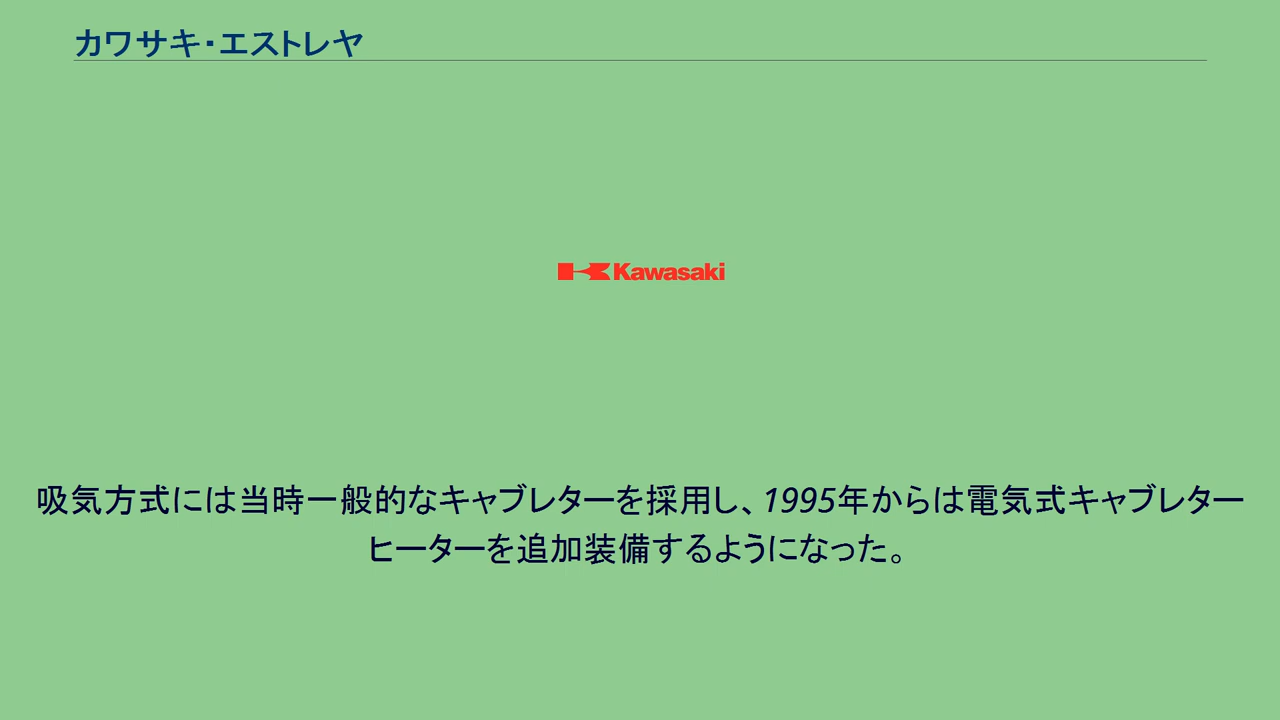 カワサキ・エストレヤ
Kawasaki
吸気方式には当時一般的なキャブレターを採用し、1995年からは電気式キャブレター
ヒーターを追加装備するようになった。